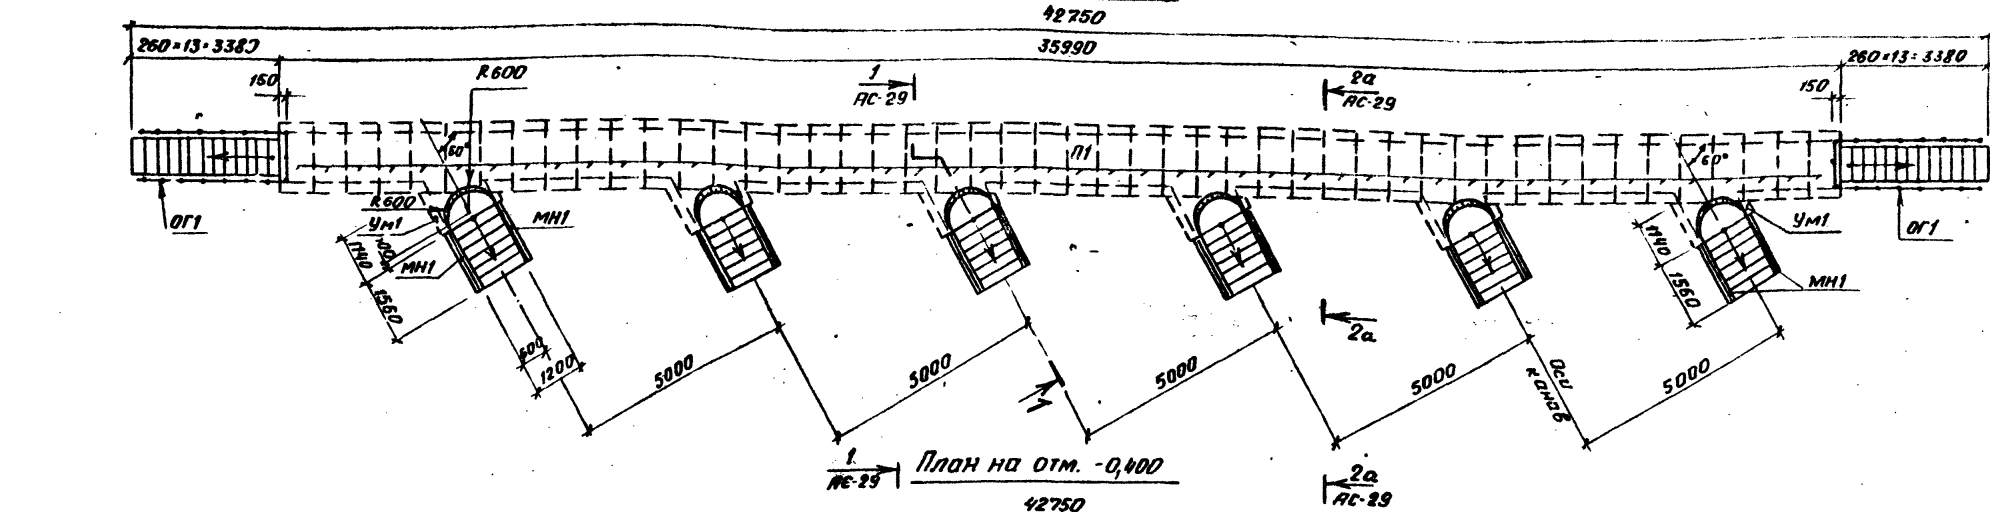 42750
260×13=3380
35990
260×13=3380
150
R600
1
АС-29
2а
АС-29
150
60°
П1
60°
ОГ1
R600
Ум1
МН1
МН1
1140
1560
600
1200
5000
5000
5000
5000
5000
Оси
канав
2а
1
1140
1560
Ум1
МН1
ОГ1
1
АС-29
План на отм. -0,400
2а
АС-29
42750